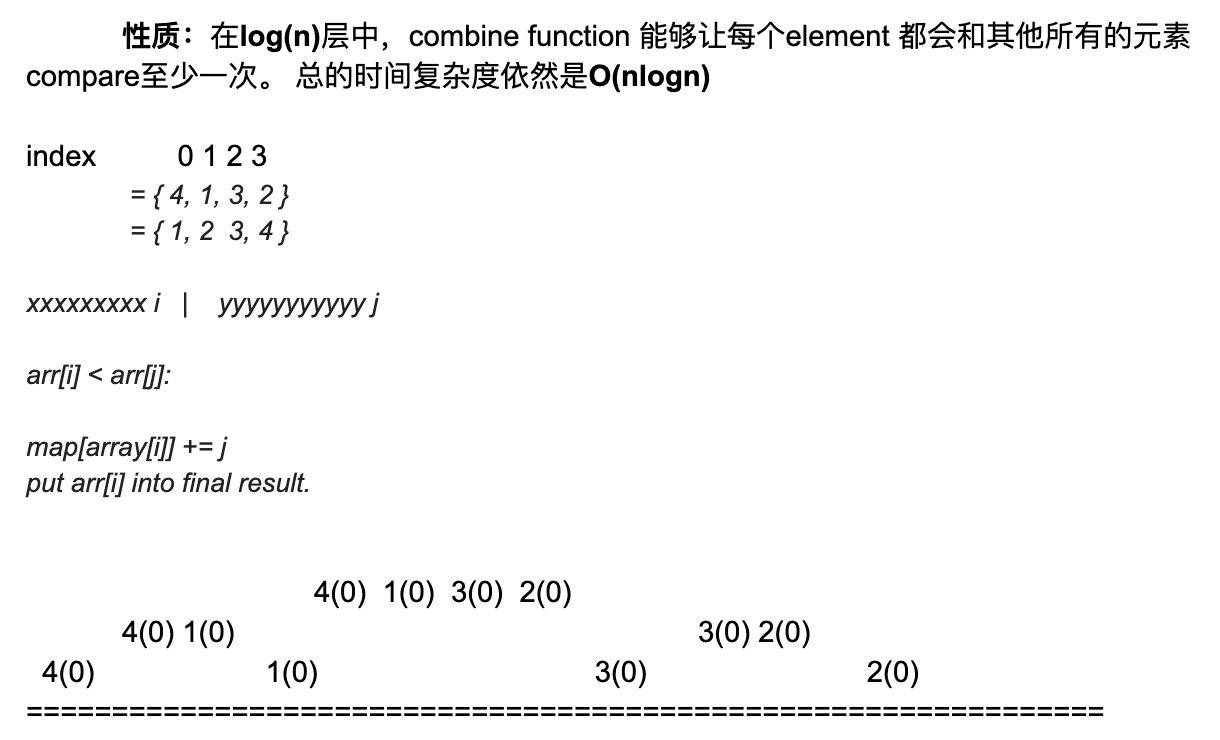 性质：在log(n)层中，combine function 能够让每个element 都会和其他所有的元素
compare至少一次。 总的时间复杂度依然是O(nlogn)
index 0 1 2 3
= { 4, 1, 3, 2 }
= { 1, 2 3, 4 }
xxxxxxxxx i | yyyyyyyyyyy j
arr[i] < arr[j]:
map[array[i]] += j
put arr[i] into final result.
4(0) 1(0) 3(0) 2(0)
4(0) 1(0) 3(0) 2(0)
4(0) 1(0) 3(0) 2(0)
================================================================